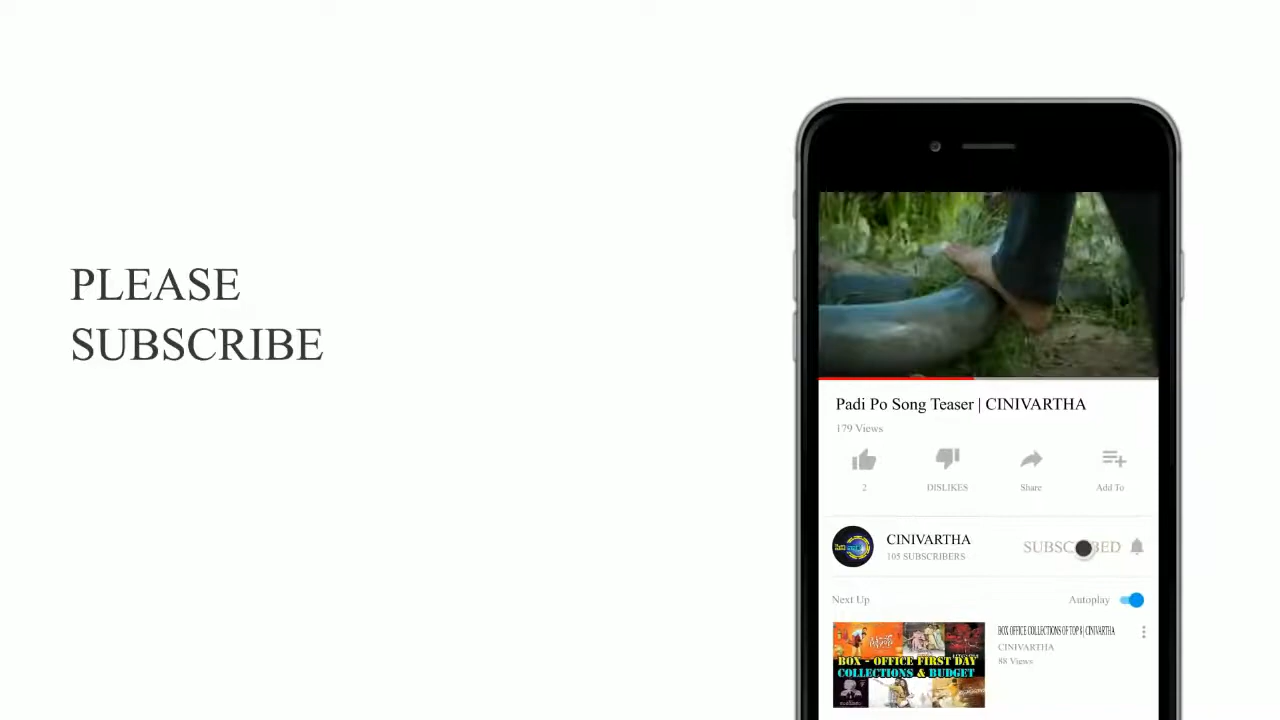 PLEASE
SUBSCRIBE
Padi Po Song Teaser | CINIVARTHA
179 Views
2
DISLIKES
Share
Add To
CINIVARTHA
105 SUBSCRIBERS
Next Up
Autoplay
BOX OFFICE COLLECTIONS OF TOP 8 | CINIVARTHA
CINIVARTHA
88 Views
BOX - OFFICE FIRST DAY
COLLECTIONS & BUDGET